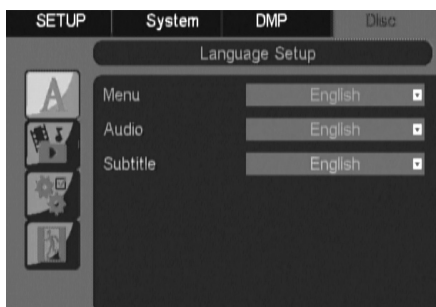 SETUP System DMP Disc
Language Setup
Menu English
Audio English
Subtitle English